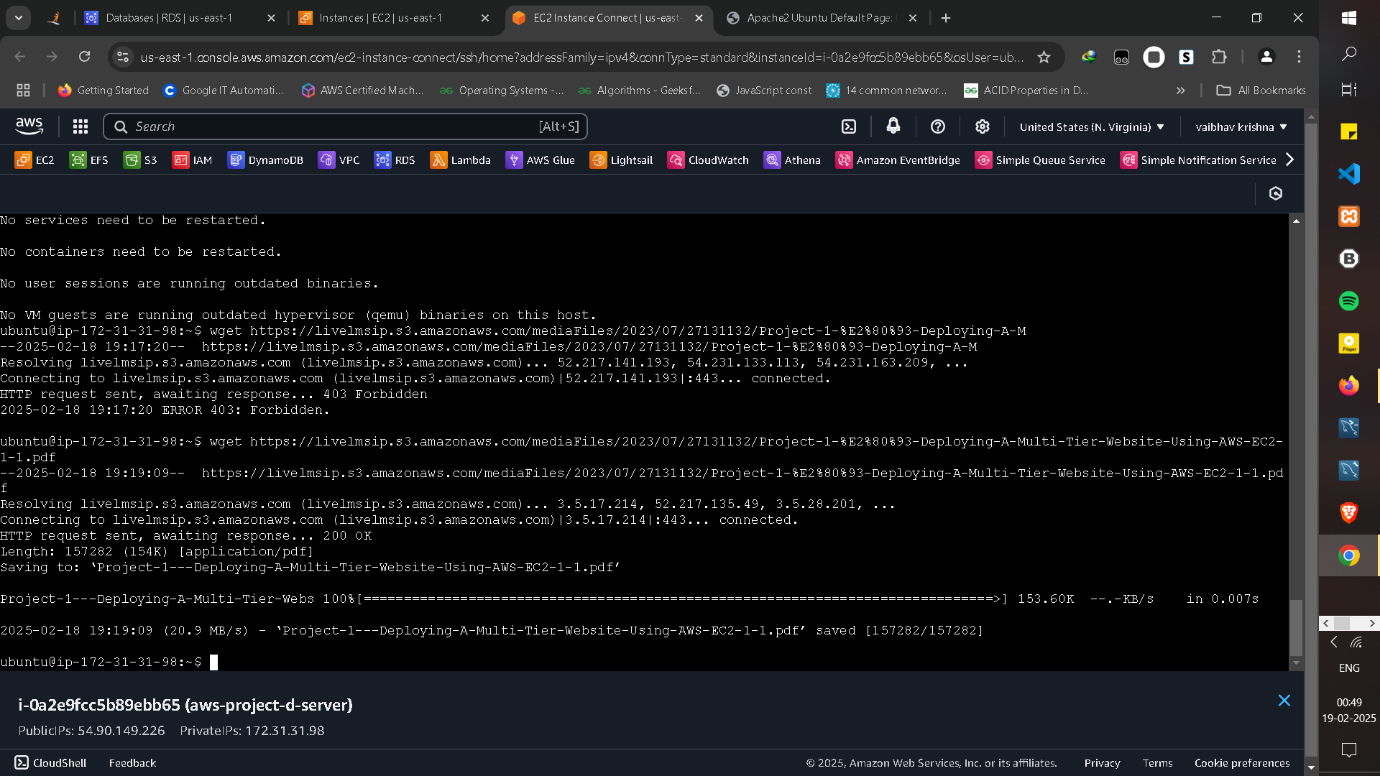 Databases | RDS | us-east-1
Instances | EC2 | us-east-1
EC2 Instance Connect | us-east-
Apache2 Ubuntu Default Page:
us-east-1.console.aws.amazon.com/ec2-instance-connect/ssh/home?addressFamily=ipv4&connType=standard&instanceId=i-0a2e9fcc5b89ebb65&osUser=ub...
Getting Started
Google IT Automati...
AWS Certified Mach...
Operating Systems -...
Algorithms - Geeksf...
JavaScript const
14 common networ...
ACID Properties in D...
All Bookmarks
aws
Search
[Alt+S]
United States (N. Virginia)
vaibhav krishna
EC2
EFS
S3
IAM
DynamoDB
VPC
RDS
Lambda
AWS Glue
Lightsail
CloudWatch
Athena
Amazon EventBridge
Simple Queue Service
Simple Notification Service
No services need to be restarted.
No containers need to be restarted.
No user sessions are running outdated binaries.
No VM guests are running outdated hypervisor (qemu) binaries on this host.
ubuntu@ip-172-31-31-98:~$ wget https://livelmsip.s3.amazonaws.com/mediaFiles/2023/07/27131132/Project-1-%E2%80%93-Deploying-A-M
--2025-02-18 19:17:20--  https://livelmsip.s3.amazonaws.com/mediaFiles/2023/07/27131132/Project-1-%E2%80%93-Deploying-A-M
Resolving livelmsip.s3.amazonaws.com (livelmsip.s3.amazonaws.com)... 52.217.141.193, 54.231.133.113, 54.231.163.209, ...
Connecting to livelmsip.s3.amazonaws.com (livelmsip.s3.amazonaws.com)|52.217.141.193|:443... connected.
HTTP request sent, awaiting response... 403 Forbidden
2025-02-18 19:17:20 ERROR 403: Forbidden.
ubuntu@ip-172-31-31-98:~$ wget https://livelmsip.s3.amazonaws.com/mediaFiles/2023/07/27131132/Project-1-%E2%80%93-Deploying-A-Multi-Tier-Website-Using-AWS-EC2-
1-1.pdf
--2025-02-18 19:19:09--  https://livelmsip.s3.amazonaws.com/mediaFiles/2023/07/27131132/Project-1-%E2%80%93-Deploying-A-Multi-Tier-Website-Using-AWS-EC2-1-1.pd
f
Resolving livelmsip.s3.amazonaws.com (livelmsip.s3.amazonaws.com)... 3.5.17.214, 52.217.135.49, 3.5.28.201, ...
Connecting to livelmsip.s3.amazonaws.com (livelmsip.s3.amazonaws.com)|3.5.17.214|:443... connected.
HTTP request sent, awaiting response... 200 OK
Length: 157282 (154K) [application/pdf]
Saving to: ‘Project-1---Deploying-A-Multi-Tier-Website-Using-AWS-EC2-1-1.pdf’
Project-1---Deploying-A-Multi-Tier-Webs 100%[==============================================================================>] 153.60K  --.-KB/s    in 0.007s
2025-02-18 19:19:09 (20.9 MB/s) - ‘Project-1---Deploying-A-Multi-Tier-Website-Using-AWS-EC2-1-1.pdf’ saved [157282/157282]
ubuntu@ip-172-31-31-98:~$
i-0a2e9fcc5b89ebb65 (aws-project-d-server)
PublicIPs: 54.90.149.226
PrivateIPs: 172.31.31.98
CloudShell
Feedback
© 2025, Amazon Web Services, Inc. or its affiliates.
Privacy
Terms
Cookie preferences
ENG
00:49
19-02-2025